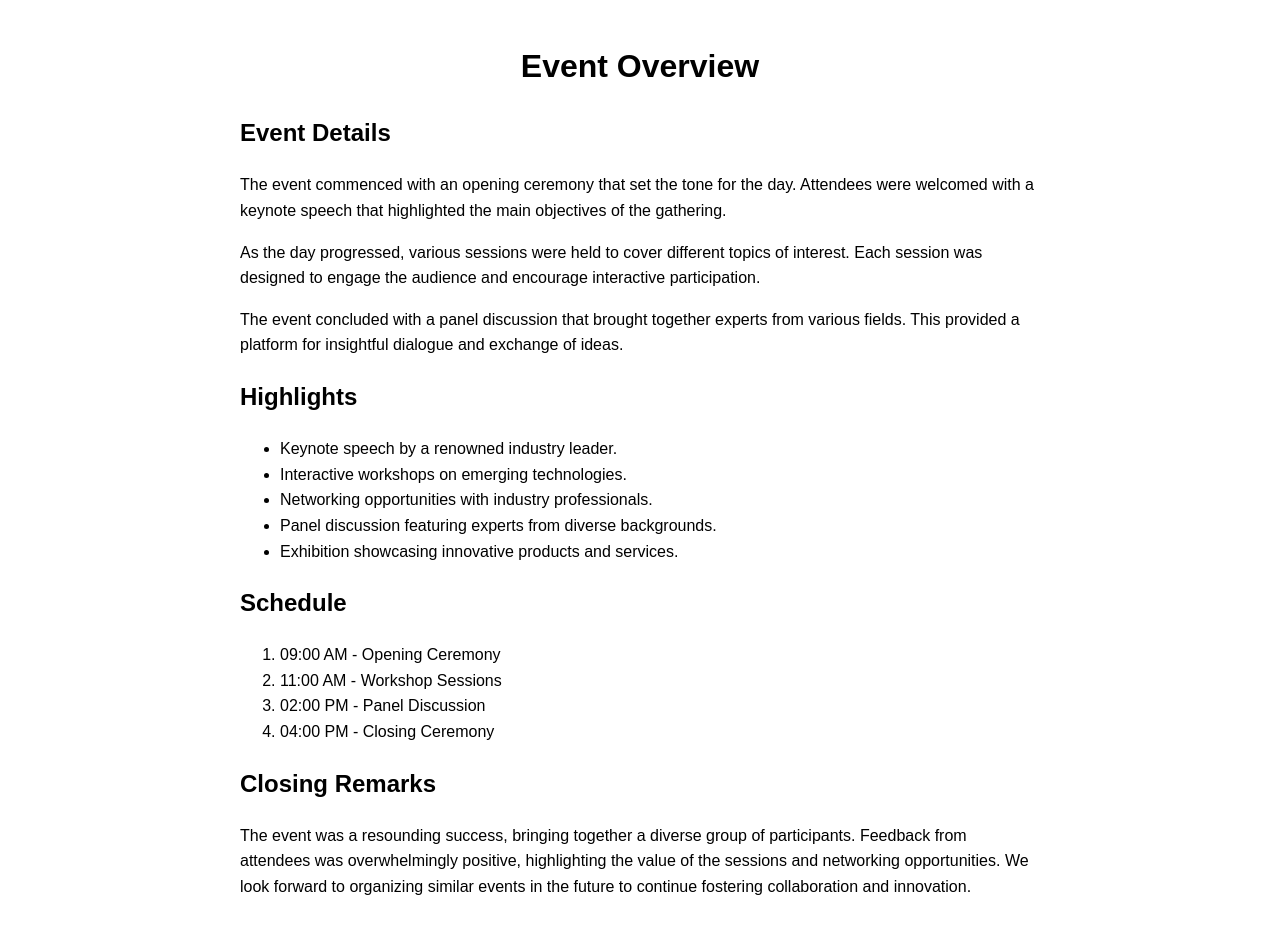 Event Overview
Event Details
The event commenced with an opening ceremony that set the tone for the day. Attendees were welcomed with a
keynote speech that highlighted the main objectives of the gathering.
As the day progressed, various sessions were held to cover different topics of interest. Each session was
designed to engage the audience and encourage interactive participation.
The event concluded with a panel discussion that brought together experts from various fields. This provided a
platform for insightful dialogue and exchange of ideas.
Highlights
• Keynote speech by a renowned industry leader.
• Interactive workshops on emerging technologies.
• Networking opportunities with industry professionals.
• Panel discussion featuring experts from diverse backgrounds.
• Exhibition showcasing innovative products and services.
Schedule
1. 09:00 AM - Opening Ceremony
2. 11:00 AM - Workshop Sessions
3. 02:00 PM - Panel Discussion
4. 04:00 PM - Closing Ceremony
Closing Remarks
The event was a resounding success, bringing together a diverse group of participants. Feedback from
attendees was overwhelmingly positive, highlighting the value of the sessions and networking opportunities. We
look forward to organizing similar events in the future to continue fostering collaboration and innovation.